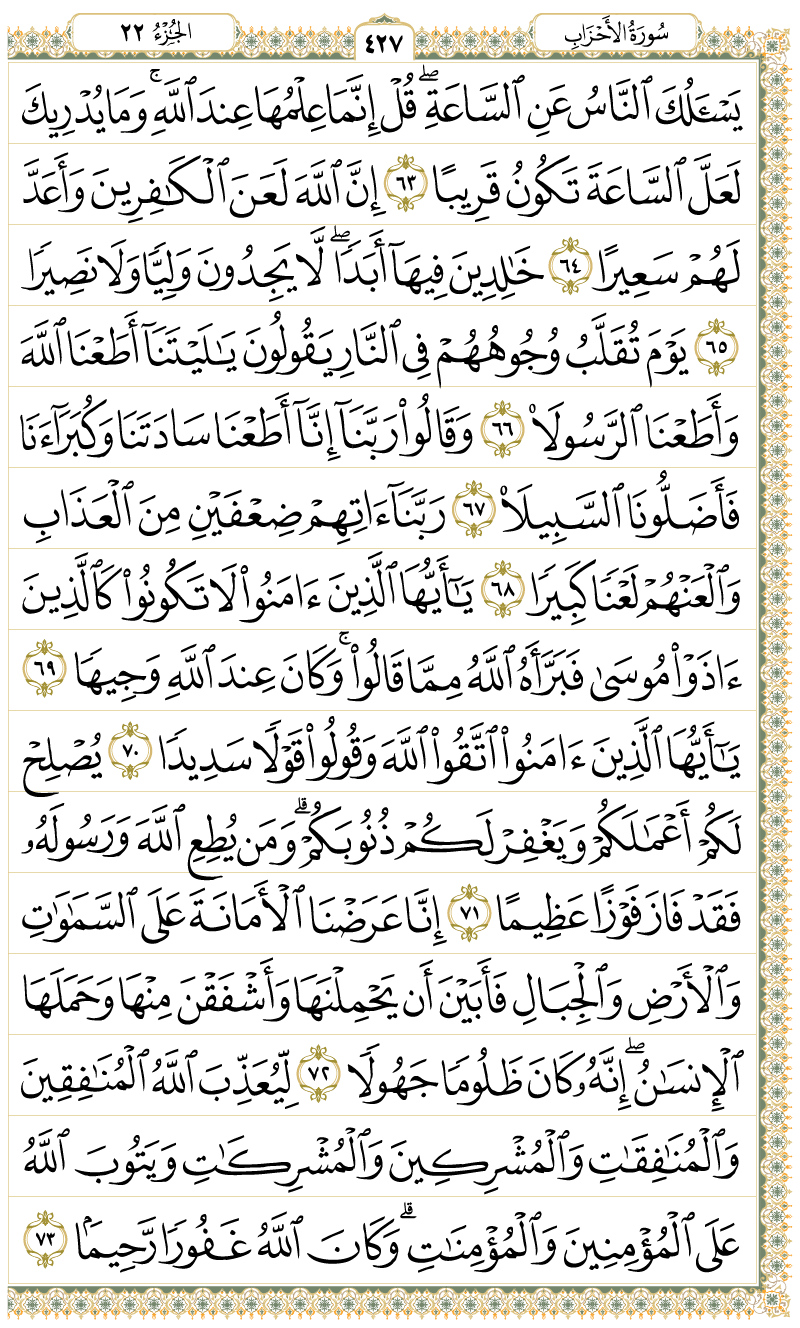 سُورَةُ الأَحْزَابِ
٤٢٧
الجُزْءُ ٢٢
يَسْـَٔلُكَ ٱلنَّاسُ عَنِ ٱلسَّاعَةِۖ قُلْ إِنَّمَا عِلْمُهَا عِندَ ٱللَّهِۚ وَمَا يُدْرِيكَ
لَعَلَّ ٱلسَّاعَةَ تَكُونُ قَرِيبًا ٦٣ إِنَّ ٱللَّهَ لَعَنَ ٱلْكَـٰفِرِينَ وَأَعَدَّ
لَهُمْ سَعِيرًا ٦٤ خَـٰلِدِينَ فِيهَآ أَبَدًاۖ لَّا يَجِدُونَ وَلِيًّا وَلَا نَصِيرًا
٦٥ يَوْمَ تُقَلَّبُ وُجُوهُهُمْ فِى ٱلنَّارِ يَقُولُونَ يَـٰلَيْتَنَآ أَطَعْنَا ٱللَّهَ
وَأَطَعْنَا ٱلرَّسُولَا۠ ٦٦ وَقَالُوا۟ رَبَّنَآ إِنَّآ أَطَعْنَا سَادَتَنَا وَكُبَرَآءَنَا
فَأَضَلُّونَا ٱلسَّبِيلَا۠ ٦٧ رَبَّنَآ ءَاتِهِمْ ضِعْفَيْنِ مِنَ ٱلْعَذَابِ
وَٱلْعَنْهُمْ لَعْنًا كَبِيرًا ٦٨ يَـٰٓأَيُّهَا ٱلَّذِينَ ءَامَنُوا۟ لَا تَكُونُوا۟ كَٱلَّذِينَ
ءَاذَوْا۟ مُوسَىٰ فَبَرَّأَهُ ٱللَّهُ مِمَّا قَالُوا۟ۚ وَكَانَ عِندَ ٱللَّهِ وَجِيهًا ٦٩
يَـٰٓأَيُّهَا ٱلَّذِينَ ءَامَنُوا۟ ٱتَّقُوا۟ ٱللَّهَ وَقُولُوا۟ قَوْلًا سَدِيدًا ٧٠ يُصْلِحْ
لَكُمْ أَعْمَـٰلَكُمْ وَيَغْفِرْ لَكُمْ ذُنُوبَكُمْۗ وَمَن يُطِعِ ٱللَّهَ وَرَسُولَهُۥ
فَقَدْ فَازَ فَوْزًا عَظِيمًا ٧١ إِنَّا عَرَضْنَا ٱلْأَمَانَةَ عَلَى ٱلسَّمَـٰوَٰتِ
وَٱلْأَرْضِ وَٱلْجِبَالِ فَأَبَيْنَ أَن يَحْمِلْنَهَا وَأَشْفَقْنَ مِنْهَا وَحَمَلَهَا
ٱلْإِنسَـٰنُۖ إِنَّهُۥ كَانَ ظَلُومًا جَهُولًا ٧٢ لِّيُعَذِّبَ ٱللَّهُ ٱلْمُنَـٰفِقِينَ
وَٱلْمُنَـٰفِقَـٰتِ وَٱلْمُشْرِكِينَ وَٱلْمُشْرِكَـٰتِ وَيَتُوبَ ٱللَّهُ
عَلَى ٱلْمُؤْمِنِينَ وَٱلْمُؤْمِنَـٰتِۗ وَكَانَ ٱللَّهُ غَفُورًا رَّحِيمًۢا ٧٣